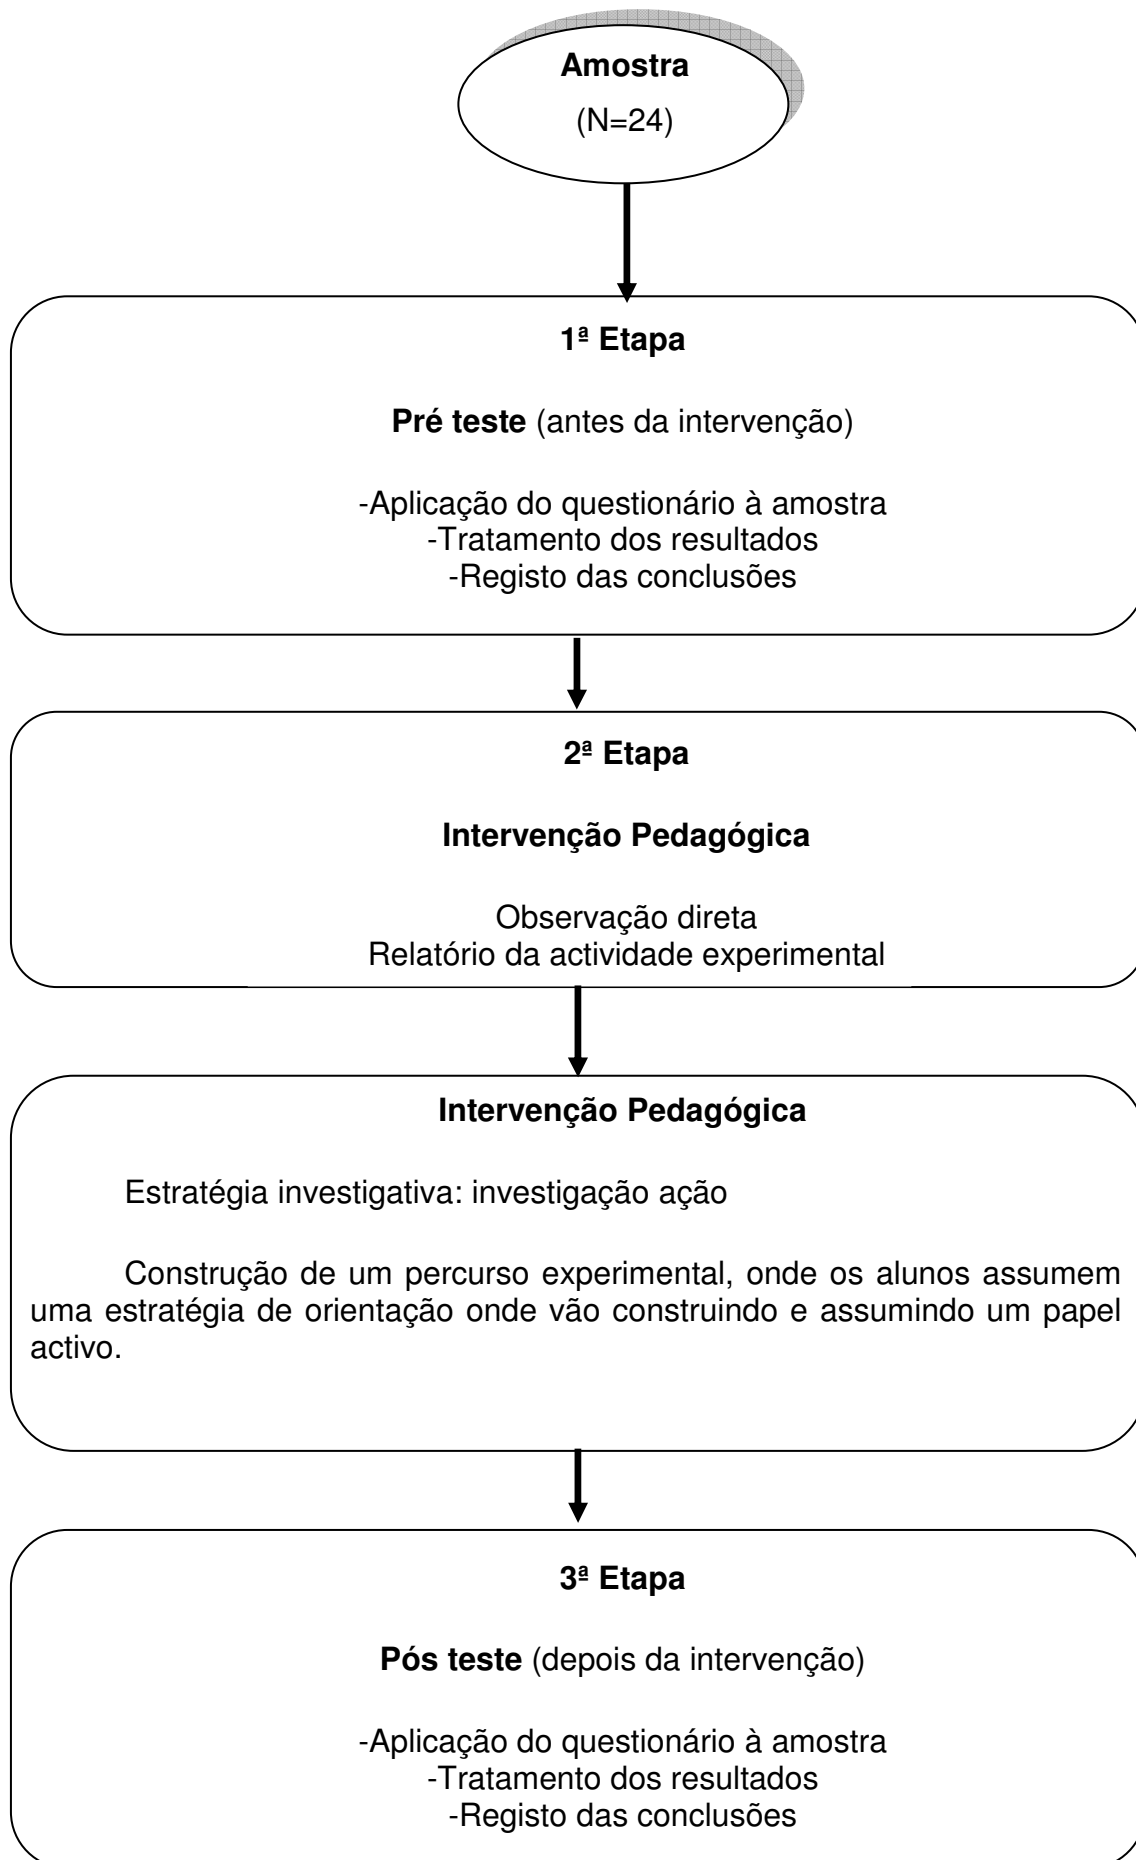 Amostra
(N=24)
1ª Etapa
Pré teste (antes da intervenção)
-Aplicação do questionário à amostra
-Tratamento dos resultados
-Registo das conclusões
2ª Etapa
Intervenção Pedagógica
Observação direta
Relatório da actividade experimental
Intervenção Pedagógica
Estratégia investigativa: investigação ação
Construção de um percurso experimental, onde os alunos assumem
uma estratégia de orientação onde vão construindo e assumindo um papel
activo.
3ª Etapa
Pós teste (depois da intervenção)
-Aplicação do questionário à amostra
-Tratamento dos resultados
-Registo das conclusões